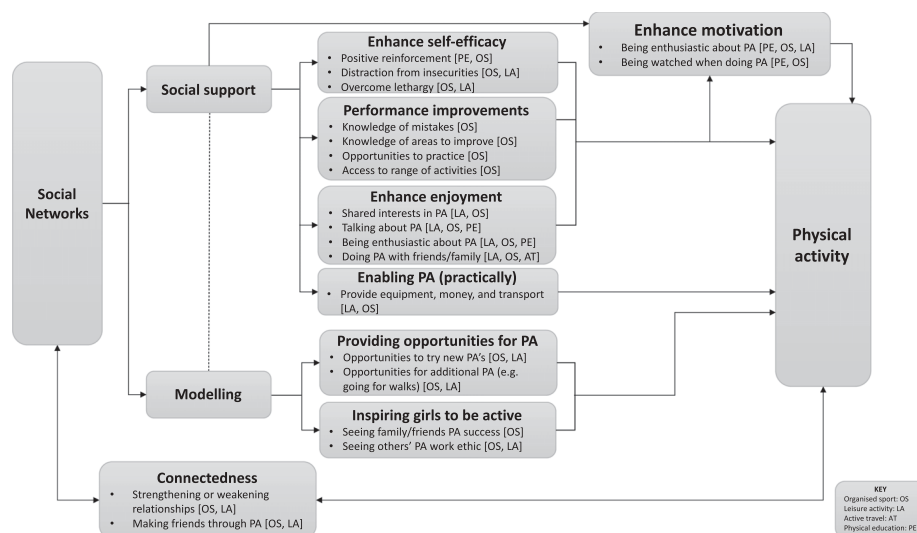 Social
Networks
Social support
Modelling
Enhance self-efficacy
• Positive reinforcement [PE, OS]
• Distraction from insecurities [OS, LA]
• Overcome lethargy [OS, LA]
Performance improvements
• Knowledge of mistakes [OS]
• Knowledge of areas to improve [OS]
• Opportunities to practice [OS]
• Access to range of activities [OS]
Enhance enjoyment
• Shared interests in PA [LA, OS]
• Talking about PA [LA, OS, PE]
• Being enthusiastic about PA [LA, OS, PE]
• Doing PA with friends/family [LA, OS, AT]
Enabling PA (practically)
• Provide equipment, money, and transport
[LA, OS]
Providing opportunities for PA
• Opportunities to try new PA's [OS, LA]
• Opportunities for additional PA (e.g.
going for walks) [OS, LA]
Inspiring girls to be active
• Seeing family/friends PA success [OS]
• Seeing others' PA work ethic [OS, LA]
Enhance motivation
• Being enthusiastic about PA [PE, OS, LA]
• Being watched when doing PA [PE, OS]
Physical
activity
Connectedness
• Strengthening or weakening
relationships [OS, LA]
• Making friends through PA [OS, LA]
KEY
Organised sport: OS
Leisure activity: LA
Active travel: AT
Physical education: PE